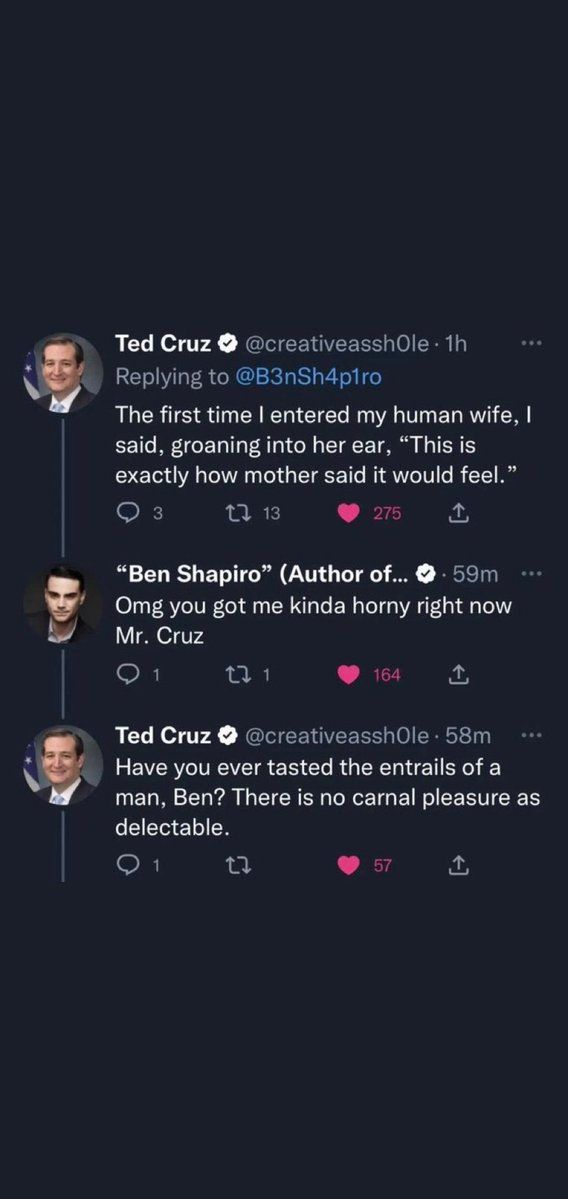 Ted Cruz @creativeassh0le · 1h
Replying to @B3nSh4p1ro
The first time I entered my human wife, I
said, groaning into her ear, “This is
exactly how mother said it would feel.”
3 13 275
“Ben Shapiro” (Author of... · 59m
Omg you got me kinda horny right now
Mr. Cruz
1 1 164
Ted Cruz @creativeassh0le · 58m
Have you ever tasted the entrails of a
man, Ben? There is no carnal pleasure as
delectable.
1 57